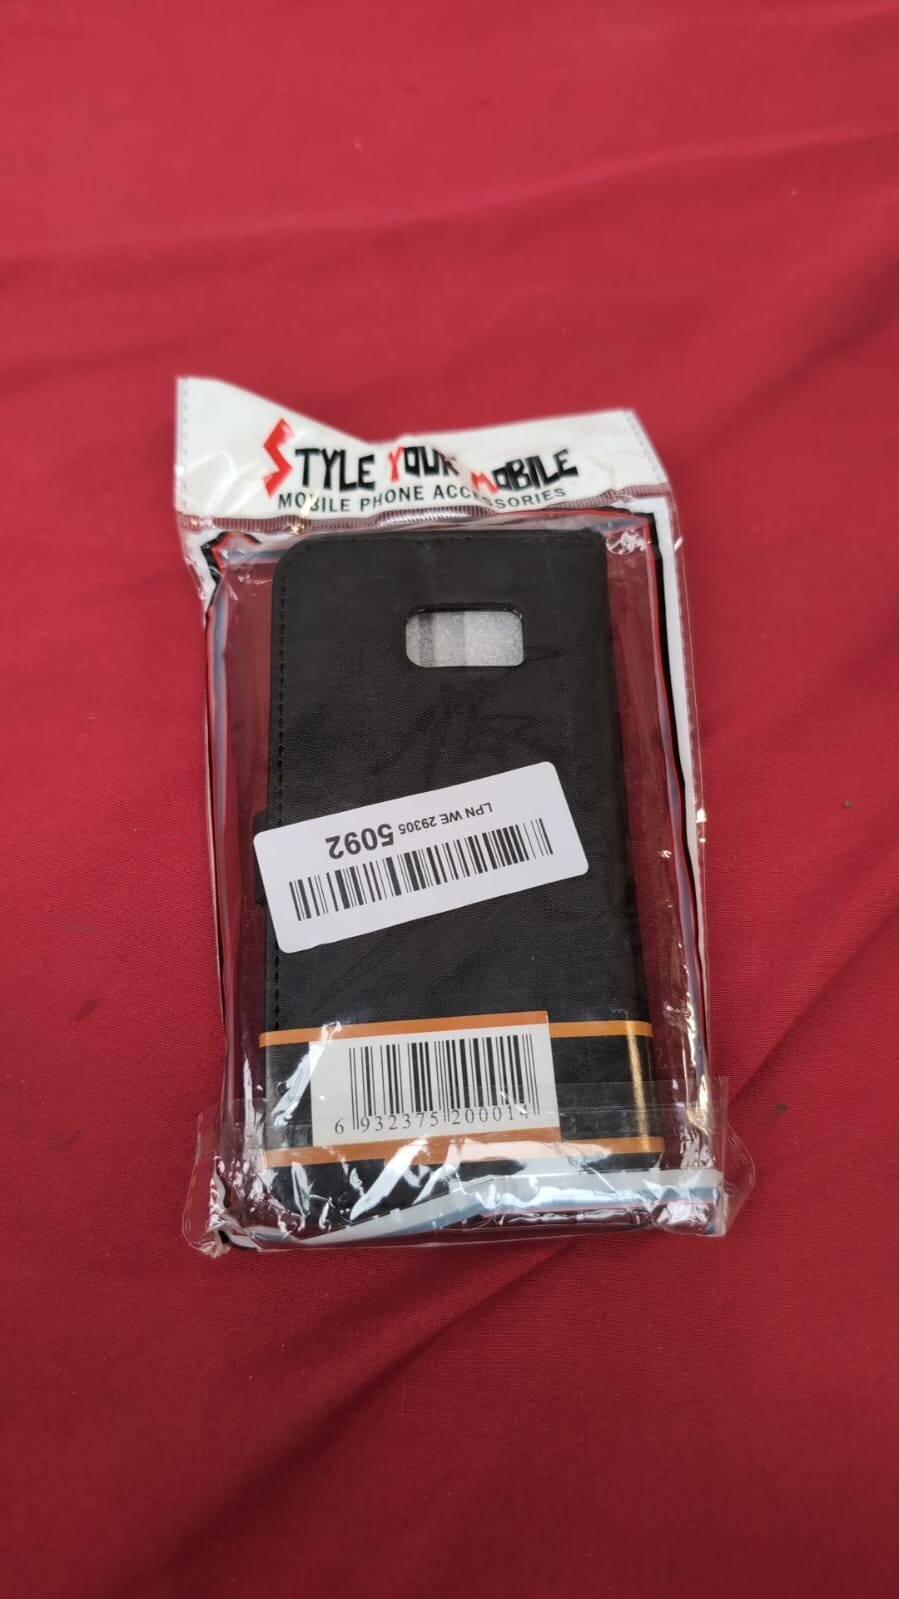 STYLE YOUR MOBILE
MOBILE PHONE ACCESSORIES
LPN WE 29305 5092
6 932375 200014